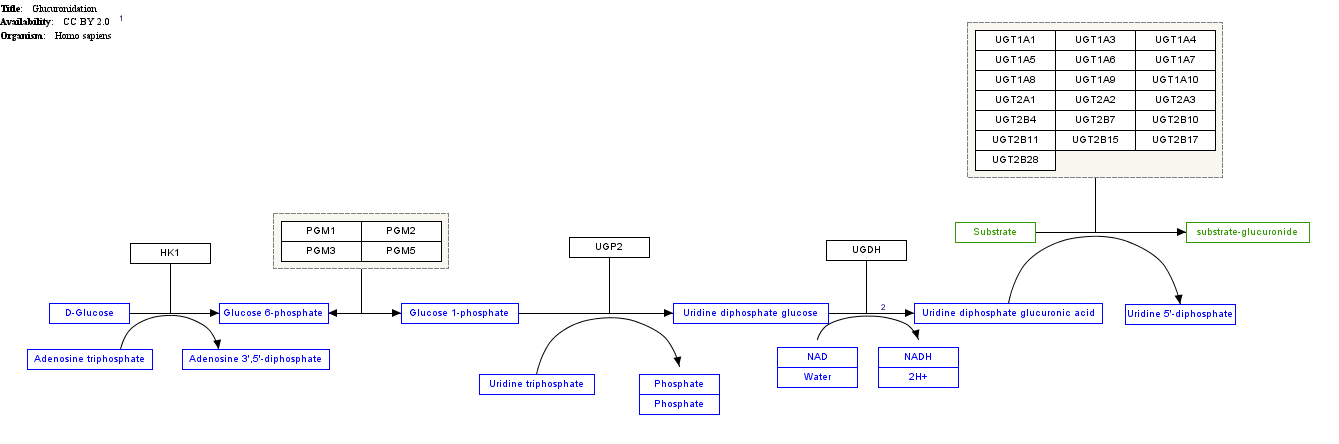 Title: Glucuronidation
Availability: CC BY 2.0 1
Organism: Homo sapiens
UGT1A1 UGT1A3 UGT1A4
UGT1A5 UGT1A6 UGT1A7
UGT1A8 UGT1A9 UGT1A10
UGT2A1 UGT2A2 UGT2A3
UGT2B4 UGT2B7 UGT2B10
UGT2B11 UGT2B15 UGT2B17
UGT2B28
PGM1 PGM2
PGM3 PGM5
HK1
UGP2
UGDH
Substrate substrate-glucuronide
D-Glucose Glucose 6-phosphate Glucose 1-phosphate Uridine diphosphate glucose 2 Uridine diphosphate glucuronic acid Uridine 5'-diphosphate
Adenosine triphosphate Adenosine 3',5'-diphosphate NAD NADH
Water 2H+
Uridine triphosphate Phosphate
Phosphate